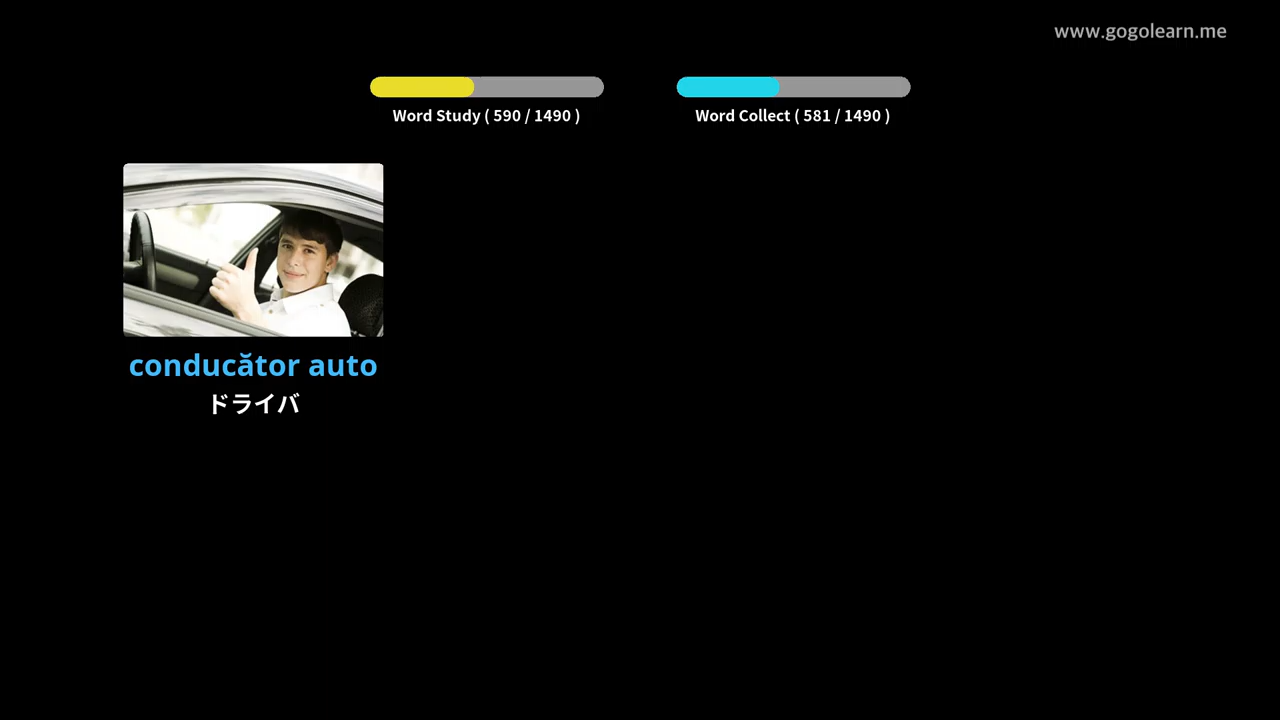 www.gogolearn.me
Word Study ( 590 / 1490 )
Word Collect ( 581 / 1490 )
conducător auto
ドライバ